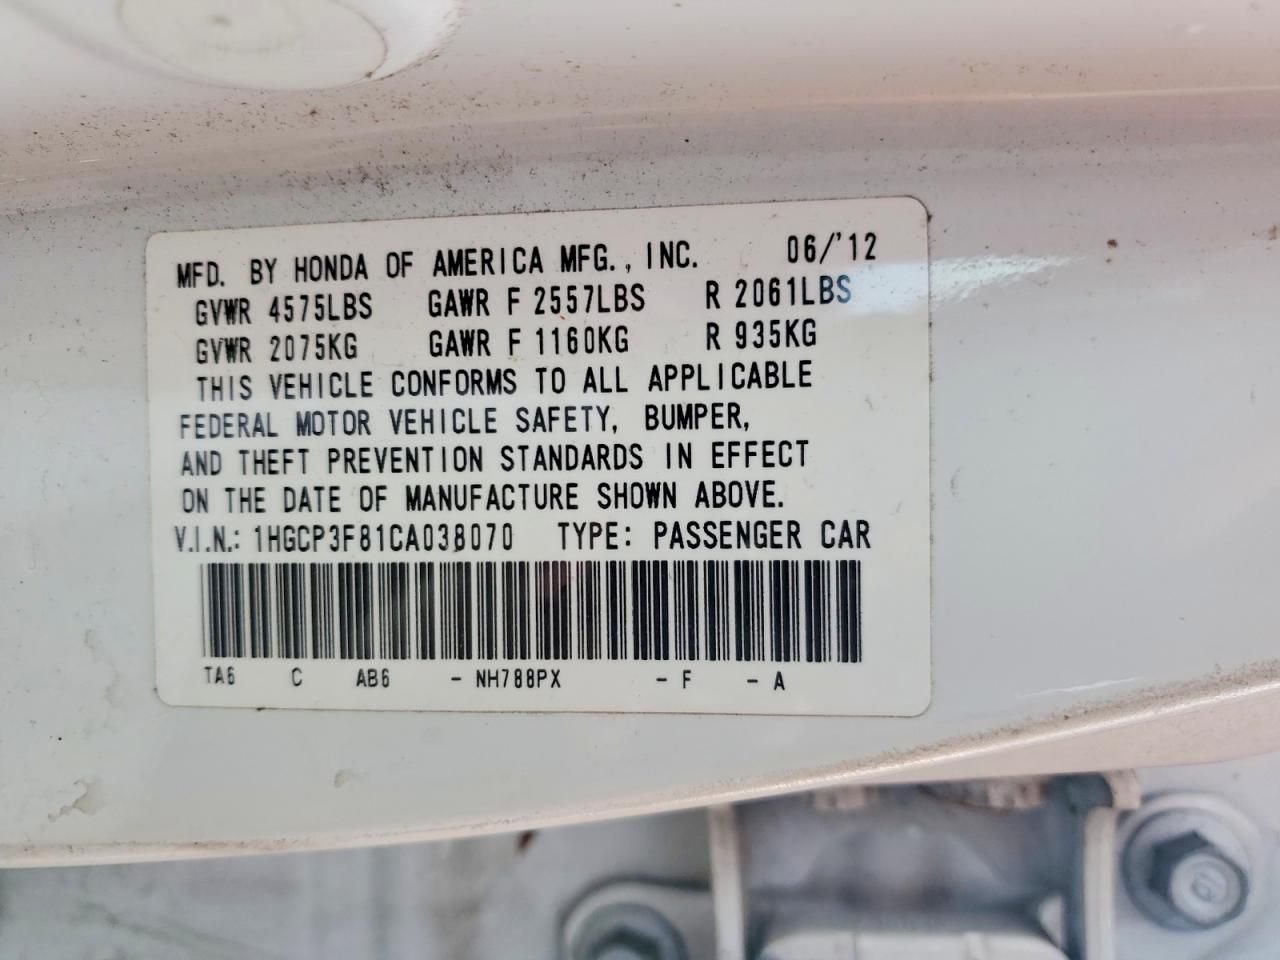 MFD. BY HONDA OF AMERICA MFG., INC. 06/'12
GVWR 4575LBS GAWR F 2557LBS R 2061LBS
GVWR 2075KG GAWR F 1160KG R 935KG
THIS VEHICLE CONFORMS TO ALL APPLICABLE
FEDERAL MOTOR VEHICLE SAFETY, BUMPER,
AND THEFT PREVENTION STANDARDS IN EFFECT
ON THE DATE OF MANUFACTURE SHOWN ABOVE.
V.I.N.: 1HGCP3F81CA038070 TYPE: PASSENGER CAR
TA6 C AB6 - NH788PX - F - A